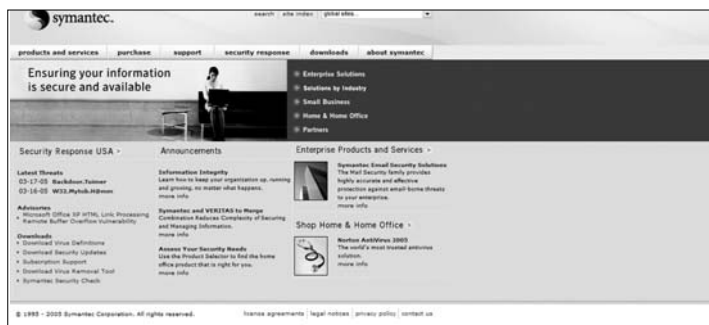 symantec.
search | site index | global sites...
products and services purchase support security response downloads about symantec
Ensuring your information
is secure and available
Enterprise Solutions
Solutions by Industry
Small Business
Home & Home Office
Partners
Security Response USA
Latest Threats
03-17-05 Backdoor.Tuimer
03-16-05 W32.Mytob.H@mm
Advisories
Microsoft Office XP HTML Link Processing
Remote Buffer Overflow Vulnerability
Downloads
Download Virus Definitions
Download Security Updates
Subscription Support
Download Virus Removal Tool
Symantec Security Check
Announcements
Information Integrity
Learn how to keep your organization up, running
and growing, no matter what happens.
more info
Symantec and VERITAS to Merge
Combination Reduces Complexity of Securing
and Managing Information.
more info
Assess Your Security Needs
Use the Product Selector to find the home
office product that is right for you.
more info
Enterprise Products and Services
Symantec Email Security Solutions
The Mail Security family provides
highly accurate and effective
protection against email-borne threats
to your enterprise.
more info
Shop Home & Home Office
Norton AntiVirus 2005
The world's most trusted antivirus
solution.
more info
© 1995 - 2005 Symantec Corporation. All rights reserved.
license agreements | legal notices | privacy policy | contact us